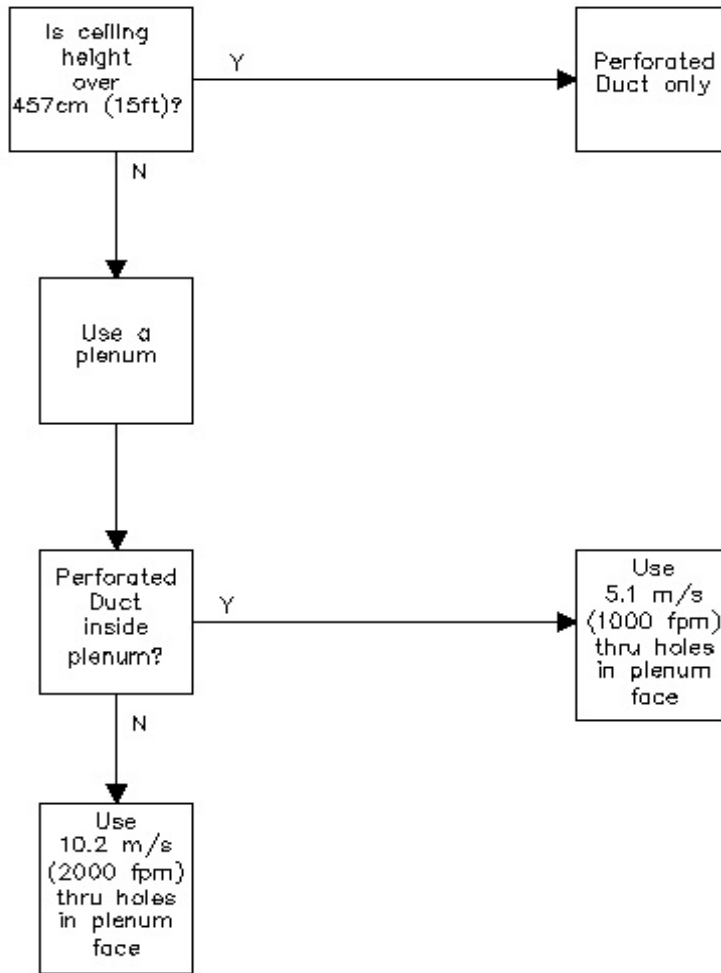 Is ceiling
height
over
457cm (15ft)?
Y
Perforated
Duct only
N
Use a
plenum
Perforated
Duct
inside
plenum?
Y
Use
5.1 m/s
(1000 fpm)
thru holes
in plenum
face
N
Use
10.2 m/s
(2000 fpm)
thru holes
in plenum
face